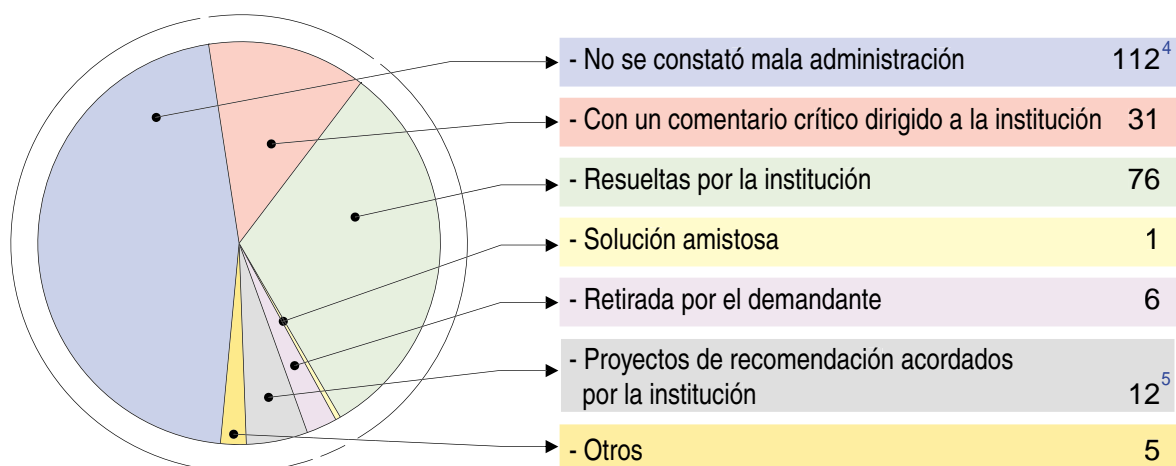 - No se constató mala administración 112⁴
- Con un comentario crítico dirigido a la institución 31
- Resueltas por la institución 76
- Solución amistosa 1
- Retirada por el demandante 6
- Proyectos de recomendación acordados
por la institución 12⁵
- Otros 5